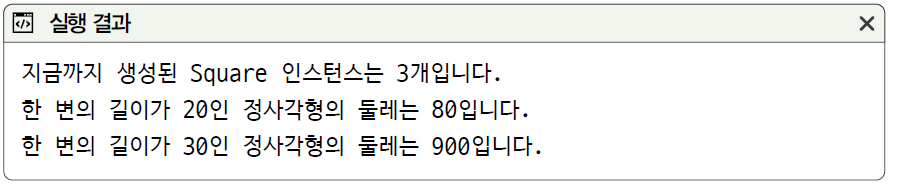 실행 결과
지금까지 생성된 Square 인스턴스는 3개입니다.
한 변의 길이가 20인 정사각형의 둘레는 80입니다.
한 변의 길이가 30인 정사각형의 둘레는 900입니다.